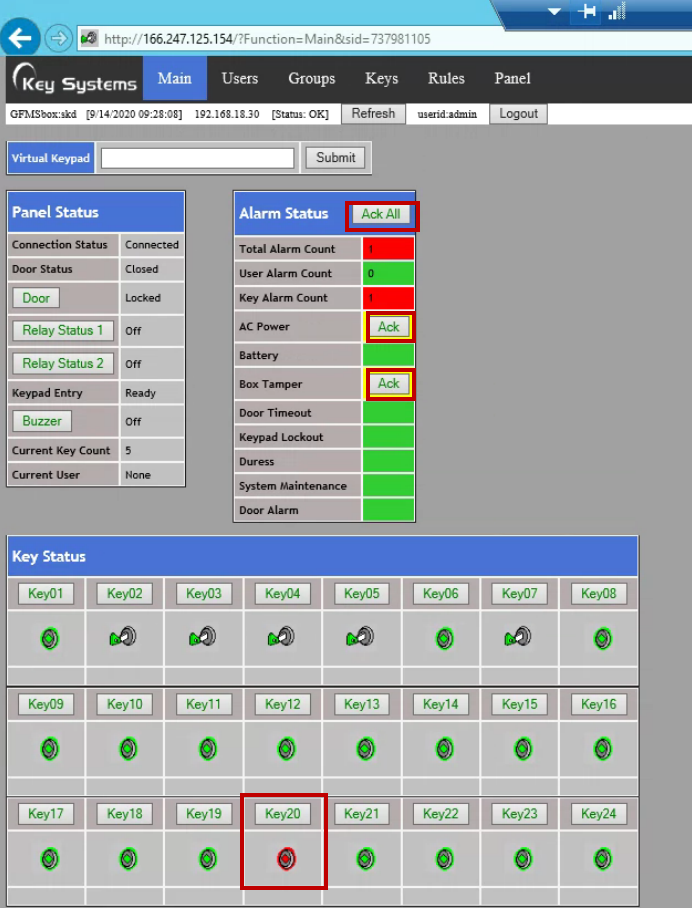 http://166.247.125.154/?Function=Main&sid=737981105
Key Systems Main Users Groups Keys Rules Panel
GFMSbox:skd [9/14/2020 09:28:08] 192.168.18.30 [Status: OK] Refresh userid:admin Logout
Virtual Keypad Submit
Panel Status
Connection Status Connected
Door Status Closed
Door Locked
Relay Status 1 Off
Relay Status 2 Off
Keypad Entry Ready
Buzzer Off
Current Key Count 5
Current User None
Alarm Status Ack All
Total Alarm Count 1
User Alarm Count 0
Key Alarm Count 1
AC Power Ack
Battery
Box Tamper Ack
Door Timeout
Keypad Lockout
Duress
System Maintenance
Door Alarm
Key Status
Key01 Key02 Key03 Key04 Key05 Key06 Key07 Key08
Key09 Key10 Key11 Key12 Key13 Key14 Key15 Key16
Key17 Key18 Key19 Key20 Key21 Key22 Key23 Key24